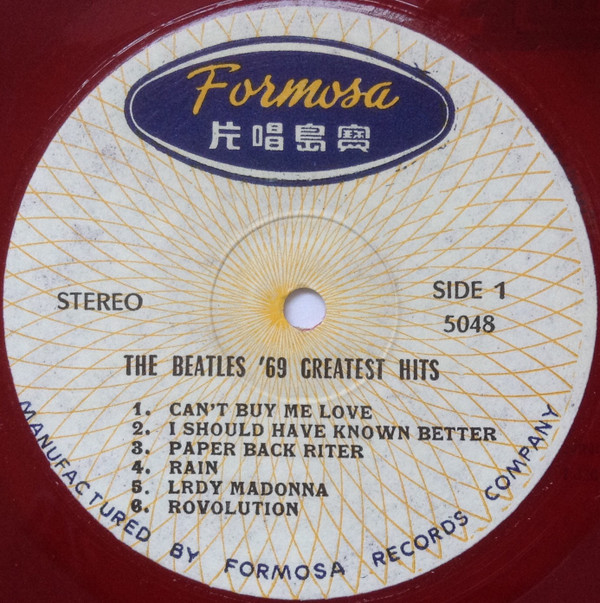 Formosa
片唱島寶
STEREO
SIDE 1
5048
THE BEATLES '69 GREATEST HITS
1. CAN'T BUY ME LOVE
2. I SHOULD HAVE KNOWN BETTER
3. PAPER BACK RITER
4. RAIN
5. LRDY MADONNA
6. ROVOLUTION
MANUFACTURED BY FORMOSA RECORDS COMPANY